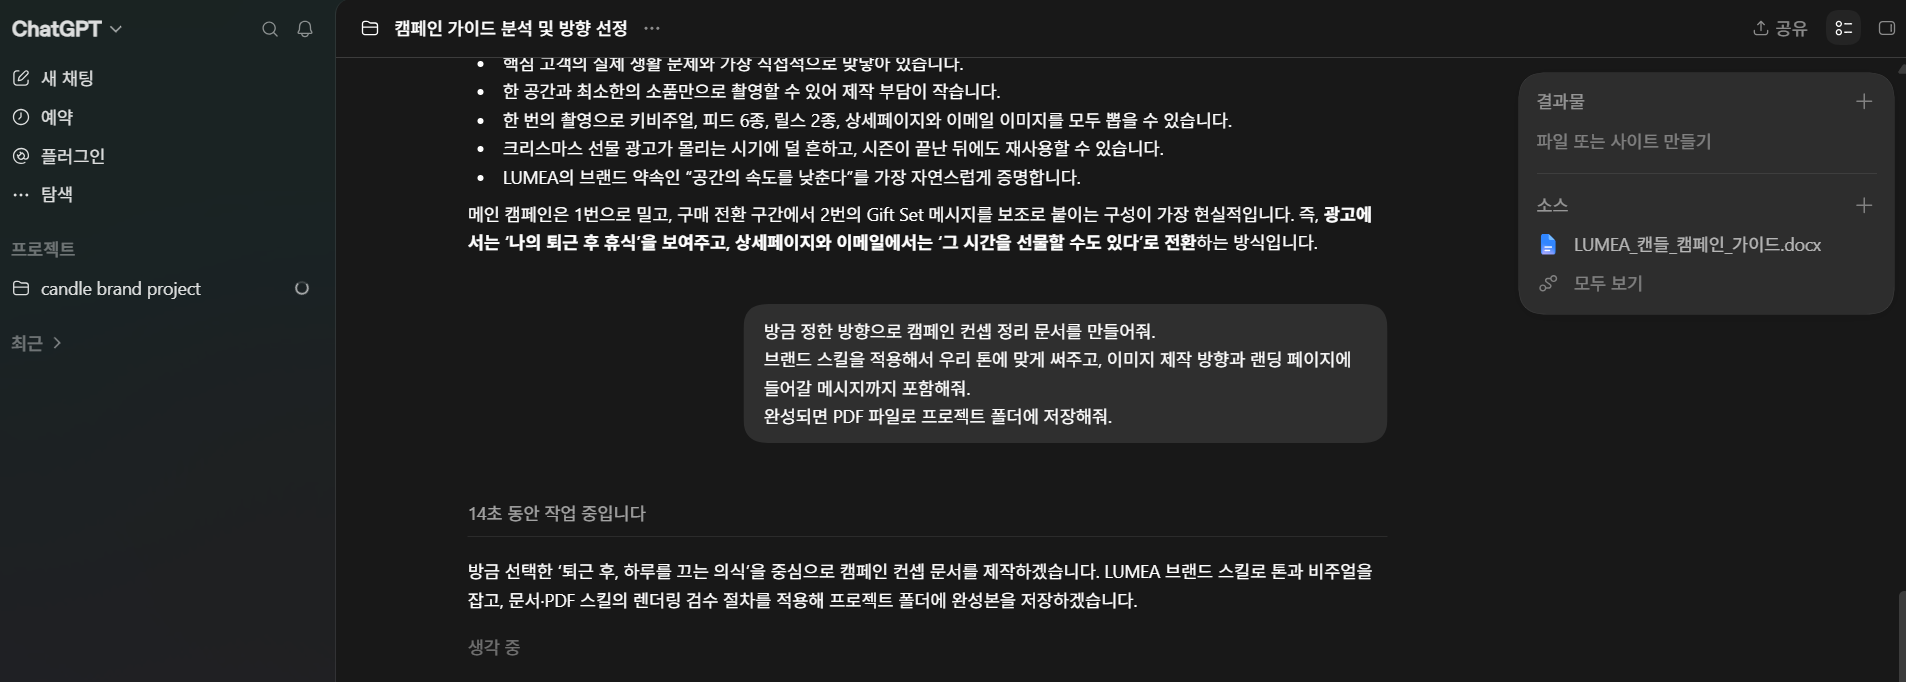 ChatGPT
새 채팅
예약
플러그인
탐색
프로젝트
candle brand project
최근
캠페인 가이드 분석 및 방향 선정
공유
핵심 고객의 실제 생활 문제와 가장 직접적으로 맞닿아 있습니다.
한 공간과 최소한의 소품만으로 촬영할 수 있어 제작 부담이 작습니다.
한 번의 촬영으로 키비주얼, 피드 6종, 릴스 2종, 상세페이지와 이메일 이미지를 모두 뽑을 수 있습니다.
크리스마스 선물 광고가 몰리는 시기에 덜 흔하고, 시즌이 끝난 뒤에도 재사용할 수 있습니다.
LUMEA의 브랜드 약속인 “공간의 속도를 낮춘다”를 가장 자연스럽게 증명합니다.
메인 캠페인은 1번으로 밀고, 구매 전환 구간에서 2번의 Gift Set 메시지를 보조로 붙이는 구성이 가장 현실적입니다. 즉, 광고에
서는 ‘나의 퇴근 후 휴식’을 보여주고, 상세페이지와 이메일에서는 ‘그 시간을 선물할 수도 있다’로 전환하는 방식입니다.
방금 정한 방향으로 캠페인 컨셉 정리 문서를 만들어줘.
브랜드 스킬을 적용해서 우리 톤에 맞게 써주고, 이미지 제작 방향과 랜딩 페이지에
들어갈 메시지까지 포함해줘.
완성되면 PDF 파일로 프로젝트 폴더에 저장해줘.
14초 동안 작업 중입니다
방금 선택한 ‘퇴근 후, 하루를 끄는 의식’을 중심으로 캠페인 컨셉 문서를 제작하겠습니다. LUMEA 브랜드 스킬로 톤과 비주얼을
잡고, 문서·PDF 스킬의 렌더링 검수 절차를 적용해 프로젝트 폴더에 완성본을 저장하겠습니다.
생각 중
결과물
파일 또는 사이트 만들기
소스
LUMEA_캔들_캠페인_가이드.docx
모두 보기